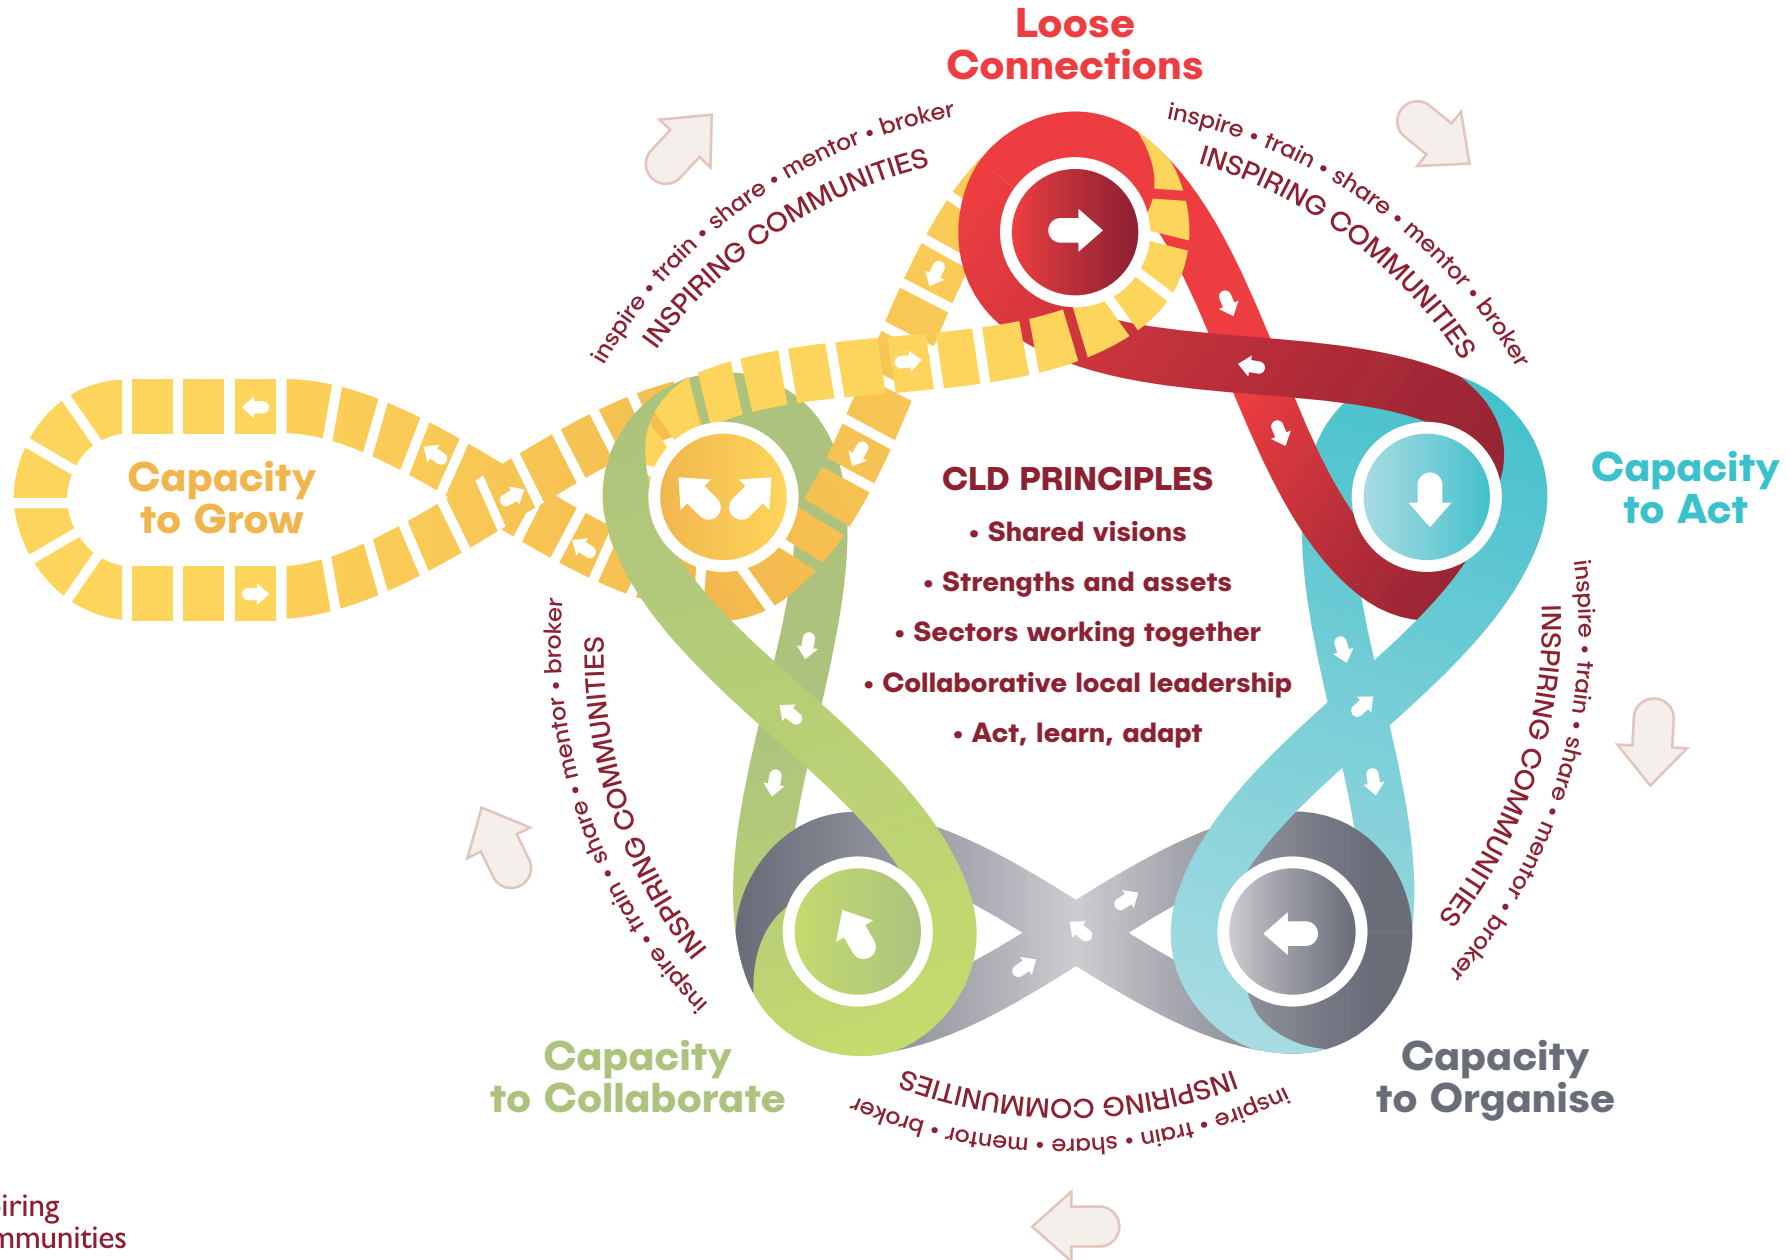 Loose
Connections
inspire • train • share • mentor • broker
INSPIRING COMMUNITIES
inspire • train • share • mentor • broker
INSPIRING COMMUNITIES
Capacity
to Grow
CLD PRINCIPLES
• Shared visions
• Strengths and assets
• Sectors working together
• Collaborative local leadership
• Act, learn, adapt
Capacity
to Act
inspire • train • share • mentor • broker
INSPIRING COMMUNITIES
inspire • train • share • mentor • broker
INSPIRING COMMUNITIES
Capacity
to Collaborate
INSPIRING COMMUNITIES
inspire • train • share • mentor • broker
Capacity
to Organise
iring
mmunities